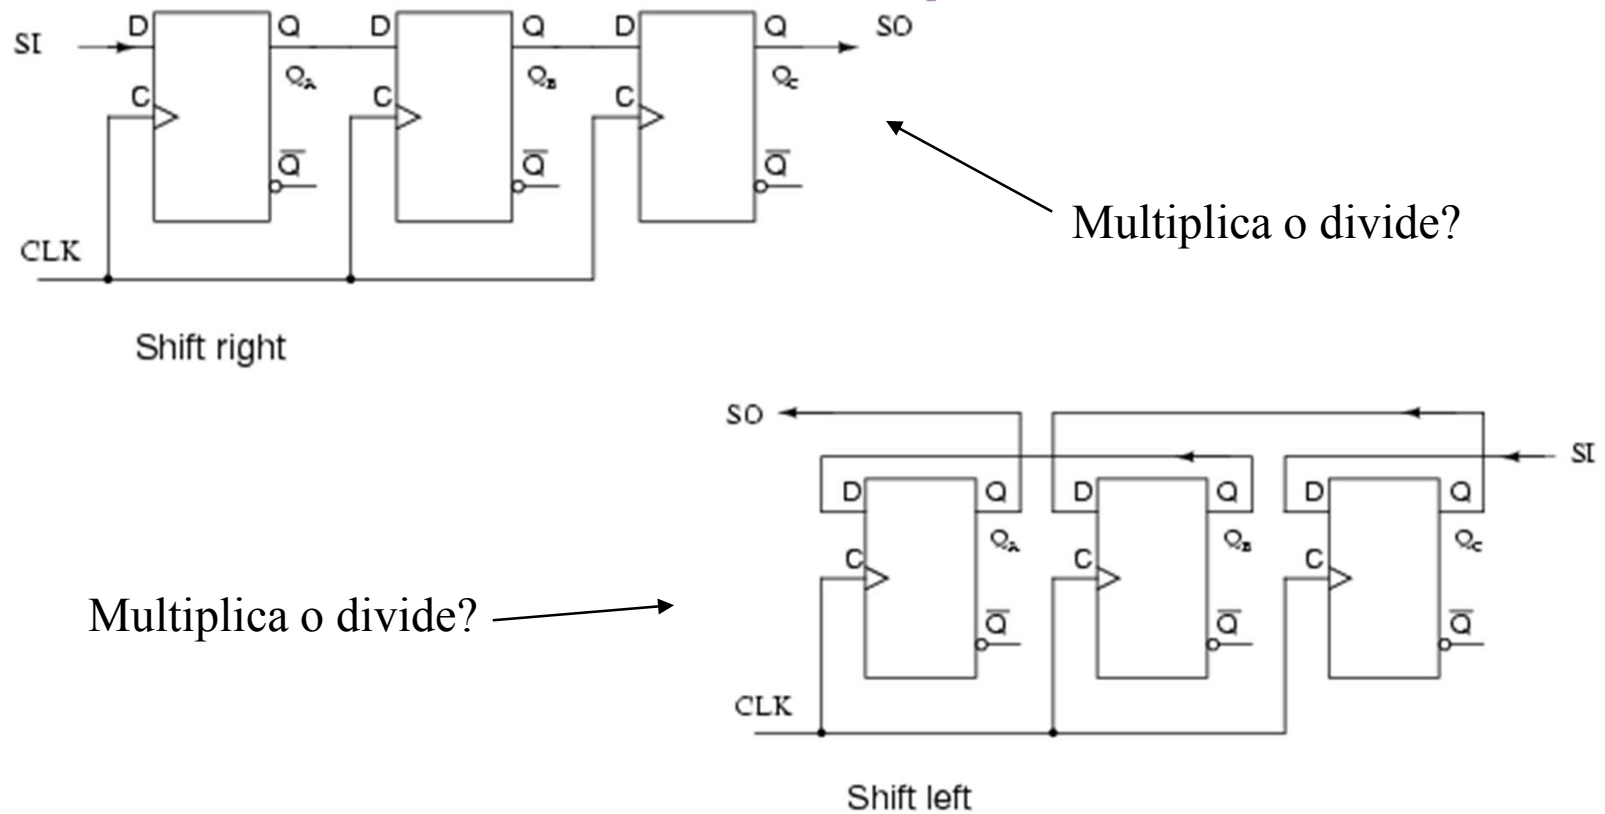 SI D Q D Q D Q SO
Q_A Q_B Q_C
C C C
Q̅ Q̅ Q̅
Multiplica o divide?
CLK
Shift right
SO SI
D Q D Q D Q
Q_A Q_B Q_C
C C C
Q̅ Q̅ Q̅
Multiplica o divide?
CLK
Shift left